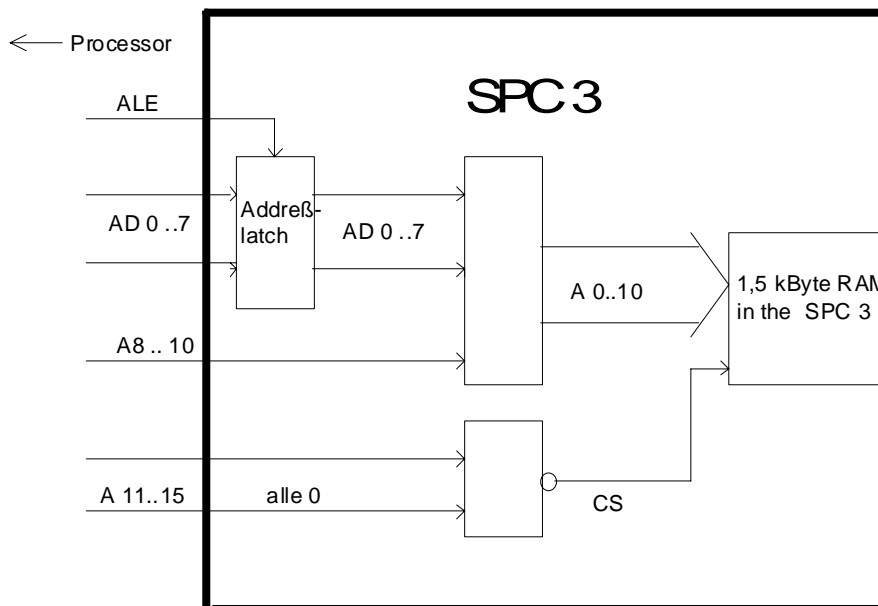 Processor
SPC 3
ALE
Addreß-
latch
AD 0 ..7
AD 0 ..7
A 0..10
1,5 kByte RAM
in the SPC 3
A8 .. 10
A 11..15
alle 0
CS